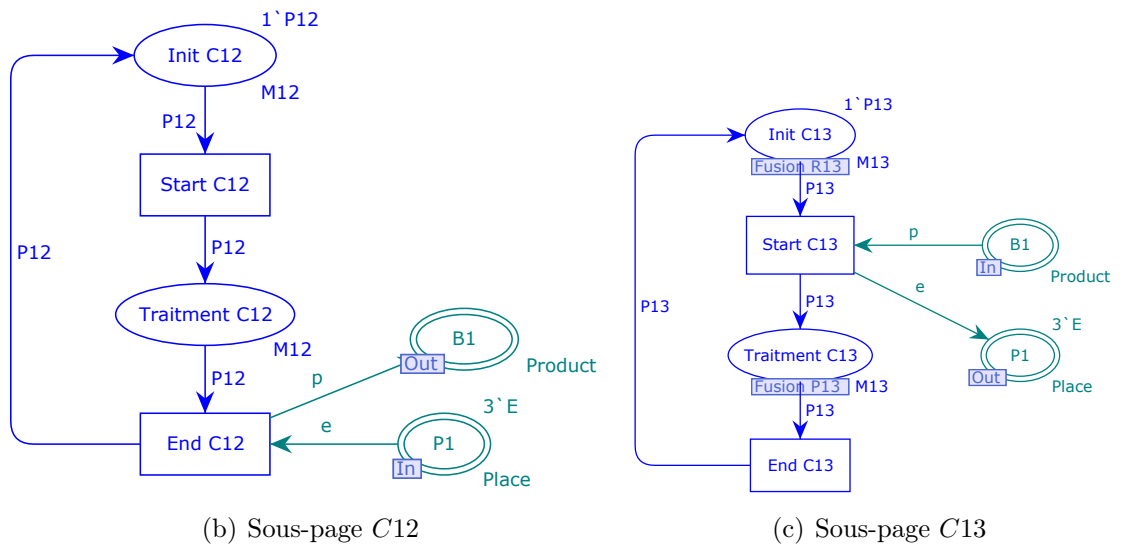 1`P12
Init C12
M12
P12
Start C12
P12
P12
Traitment C12
M12
P12
p
B1
Out
Product
3`E
e
End C12
P1
In
Place
(b) Sous-page C12
1`P13
Init C13
Fusion R13
M13
P13
p
Start C13
B1
In
Product
e
P13
P13
3`E
Traitment C13
P1
Fusion P13
M13
Out
Place
P13
End C13
(c) Sous-page C13